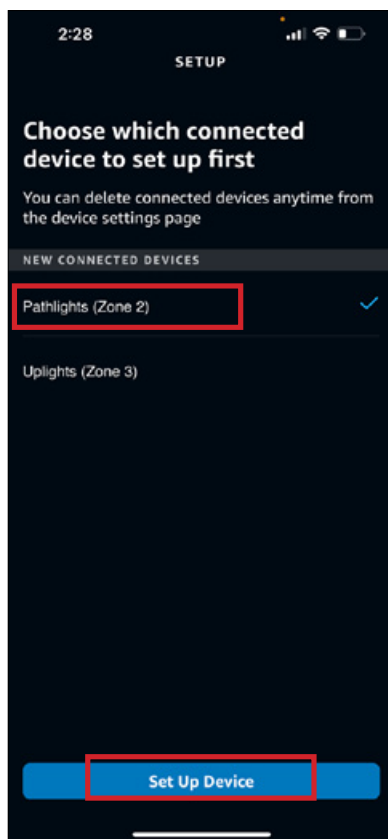 2:28
SETUP
Choose which connected
device to set up first
You can delete connected devices anytime from
the device settings page
NEW CONNECTED DEVICES
Pathlights (Zone 2)
Uplights (Zone 3)
Set Up Device